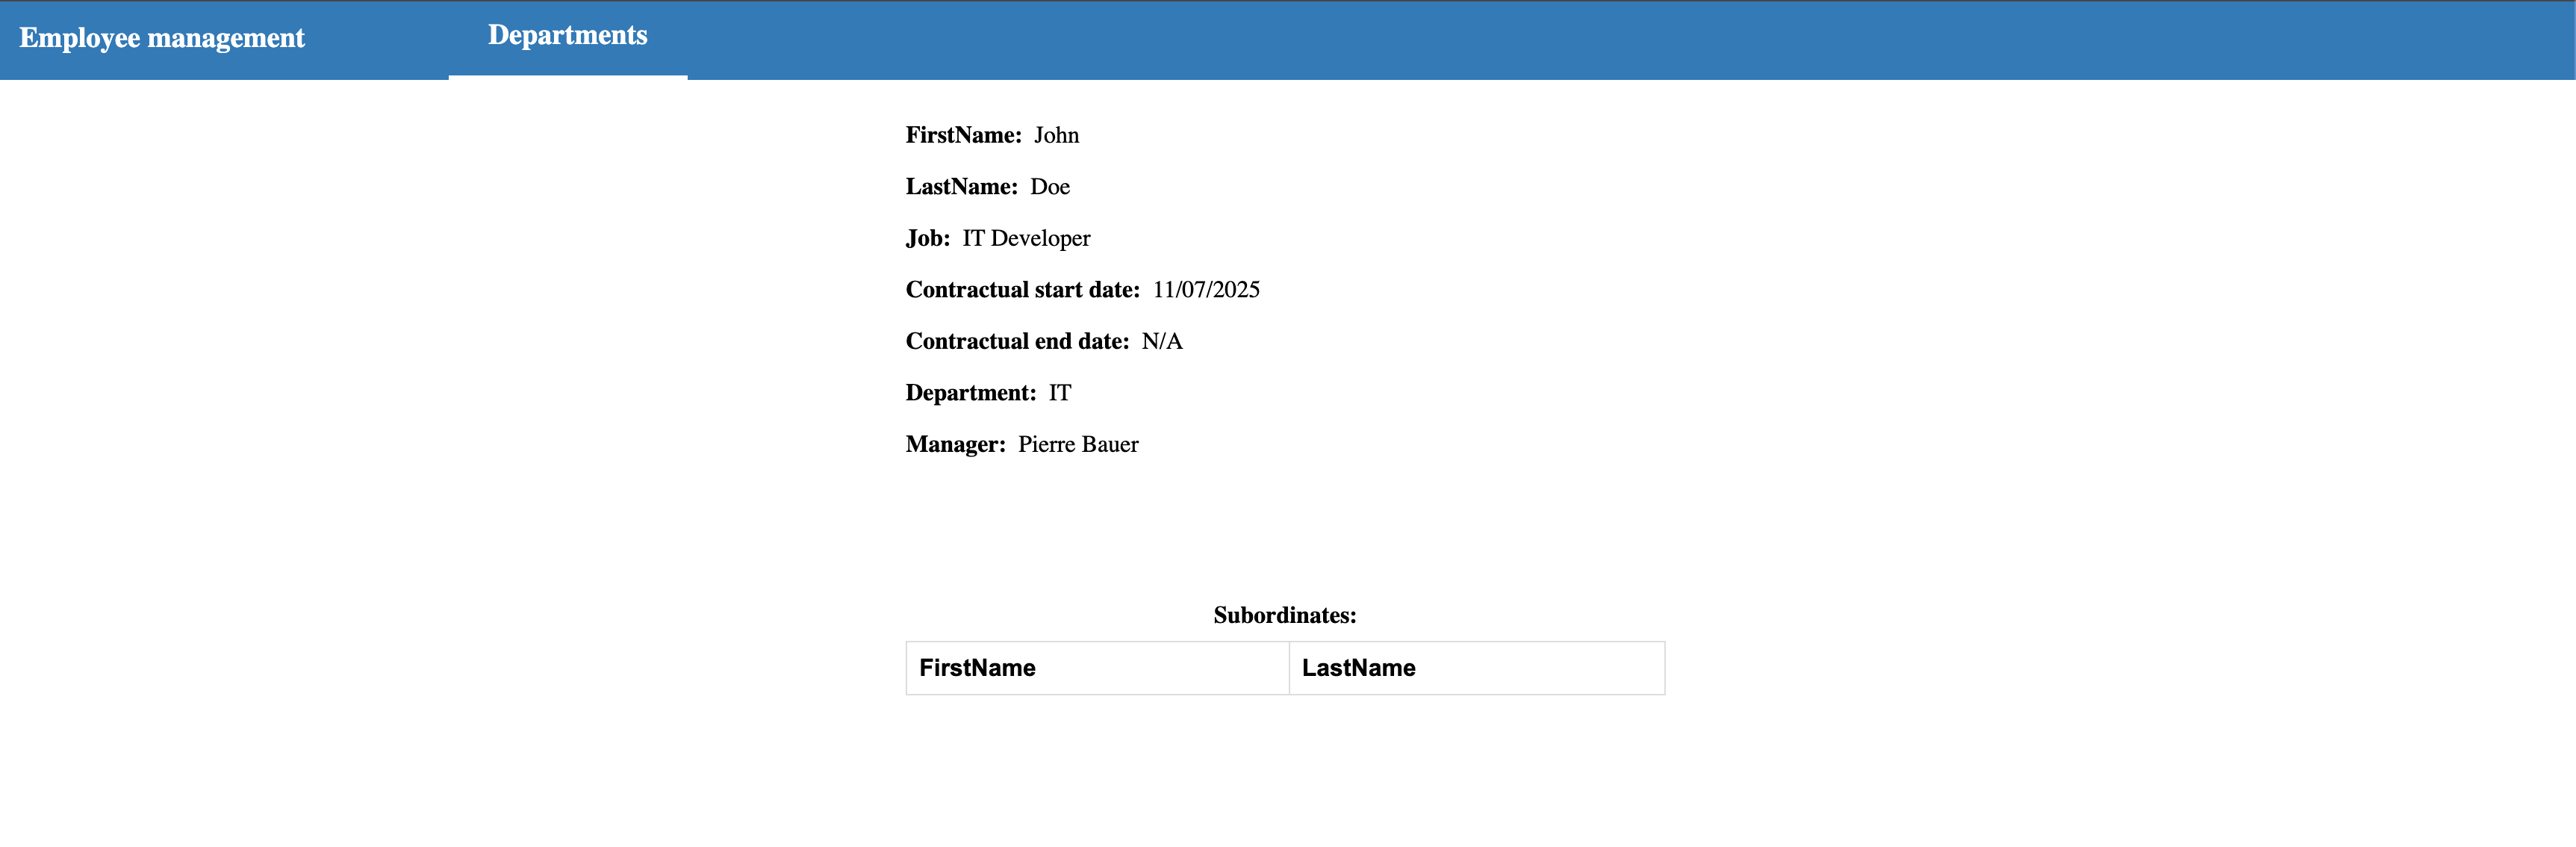 Employee management Departments
FirstName: John
LastName: Doe
Job: IT Developer
Contractual start date: 11/07/2025
Contractual end date: N/A
Department: IT
Manager: Pierre Bauer
Subordinates:
FirstName LastName